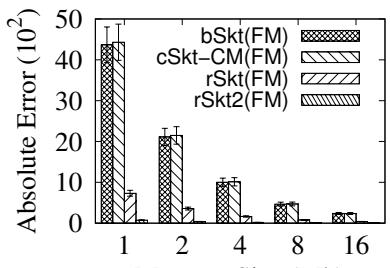 Absolute Error (10²)
50
40
30
20
10
0
bSkt(FM)
cSkt-CM(FM)
rSkt(FM)
rSkt2(FM)
1 2 4 8 16